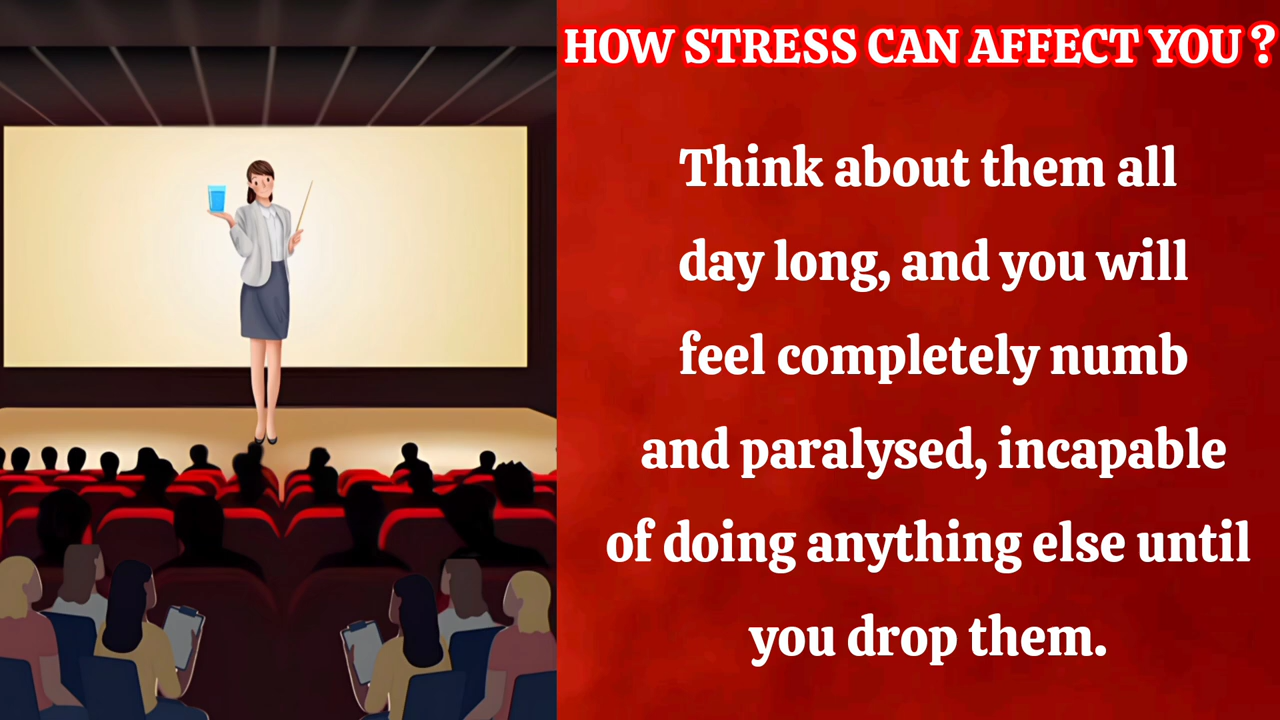 HOW STRESS CAN AFFECT YOU ?
Think about them all
day long, and you will
feel completely numb
and paralysed, incapable
of doing anything else until
you drop them.